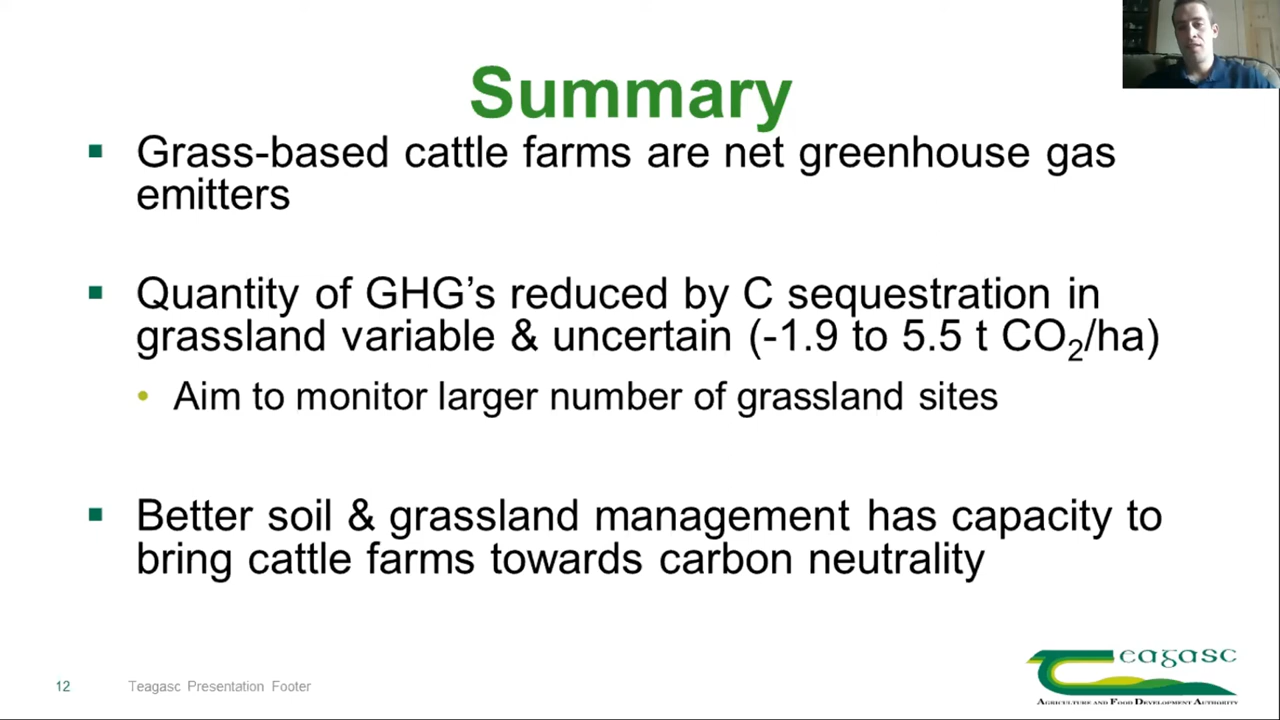 Summary
Grass-based cattle farms are net greenhouse gas
emitters
Quantity of GHG's reduced by C sequestration in
grassland variable & uncertain (-1.9 to 5.5 t CO₂/ha)
Aim to monitor larger number of grassland sites
Better soil & grassland management has capacity to
bring cattle farms towards carbon neutrality
12 Teagasc Presentation Footer
Teagasc
Agriculture and Food Development Authority